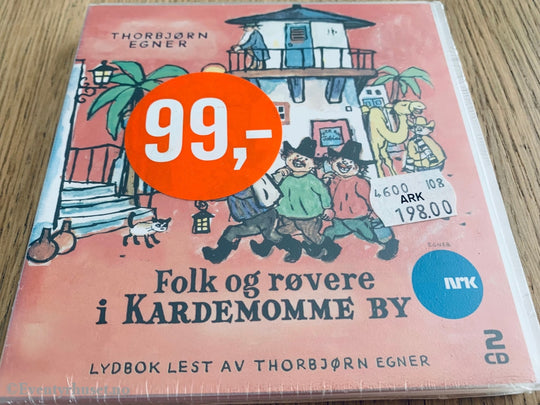 THORBJØRN
EGNER
99,-
4600 108
ARK
198.00
EGNER
Folk og røvere
i KARDEMOMME BY
nrk
2
CD
LYDBOK LEST AV THORBJØRN EGNER